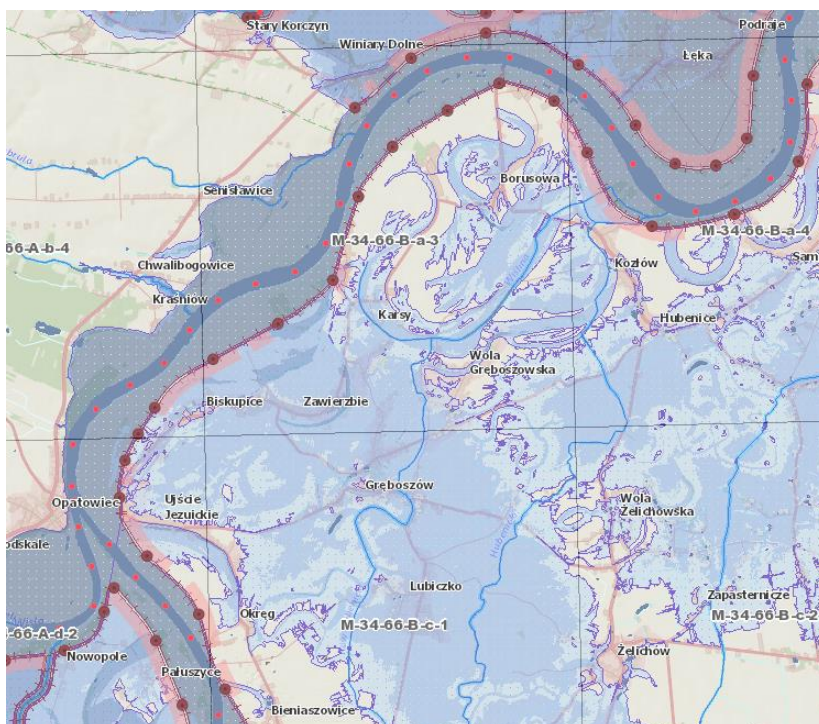 Stary Korczyn
Podraje
Winiary Dolne
Łęka
Borusowa
Senisławice
66-A-b-4
M-34-66-B-a-3
M-34-66-B-a-4
Chwalibogowice
Kozłów
Sam
Kraśniów
Karsy
Hubenice
Wola
Gręboszowska
Biskupice
Zawierzbie
Gręboszów
Opatowiec
Ujście
Jezuickie
Wola
Żelichowska
odskale
Lubiczko
Zapasternicze
Okręg
M-34-66-B-c-1
M-34-66-B-c-2
-66-A-d-2
Nowopole
Żelichów
Pałuszyce
Bieniaszowice